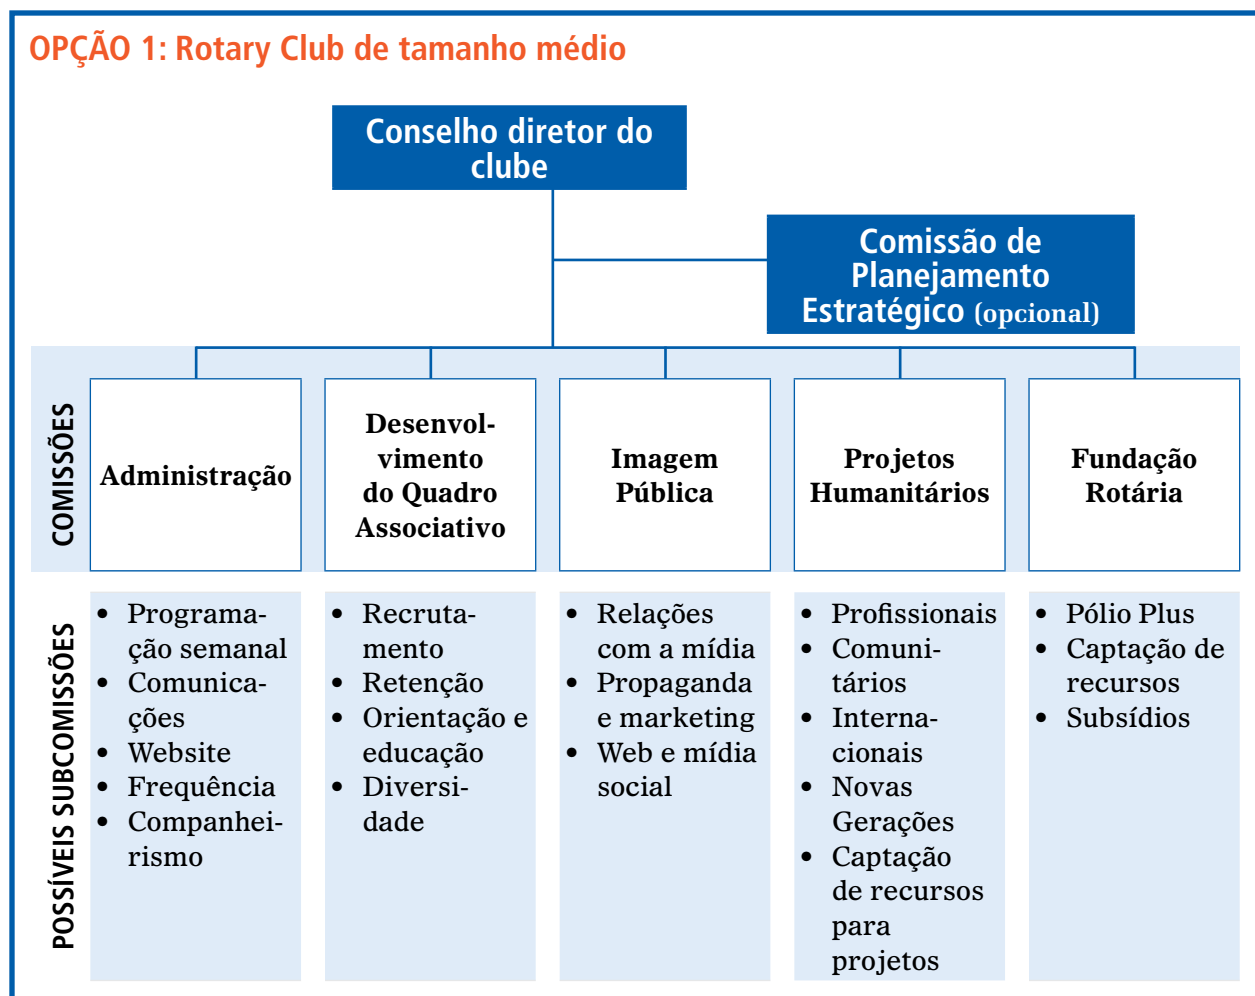 OPÇÃO 1: Rotary Club de tamanho médio
Conselho diretor do
clube
Comissão de
Planejamento
Estratégico (opcional)
COMISSÕES
Administração
Desenvol-
vimento
do Quadro
Associativo
Imagem
Pública
Projetos
Humanitários
Fundação
Rotária
POSSÍVEIS SUBCOMISSÕES
• Programa-
ção semanal
• Comunica-
ções
• Website
• Frequência
• Companhei-
rismo
• Recruta-
mento
• Retenção
• Orientação e
educação
• Diversi-
dade
• Relações
com a mídia
• Propaganda
e marketing
• Web e mídia
social
• Profissionais
• Comuni-
tários
• Interna-
cionais
• Novas
Gerações
• Captação
de recursos
para
projetos
• Pólio Plus
• Captação de
recursos
• Subsídios